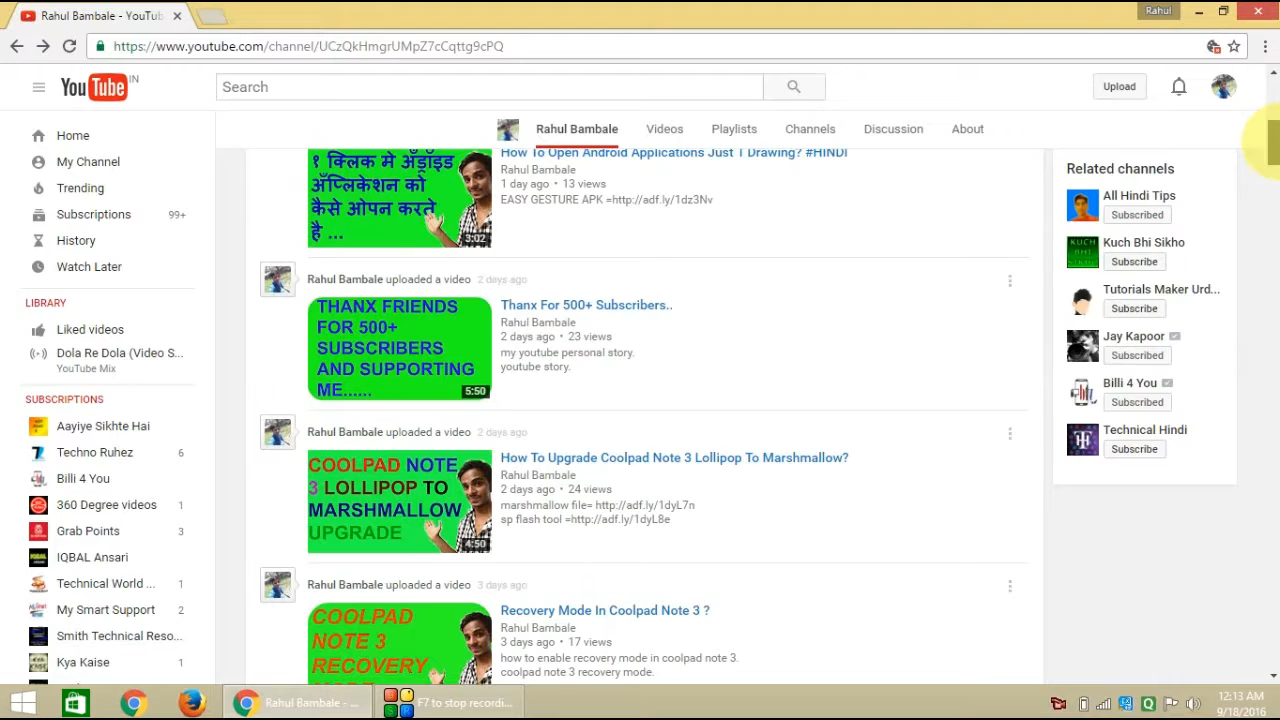 Rahul Bambale - YouTub
Rahul
https://www.youtube.com/channel/UCzQkHmgrUMpZ7cCqttg9cPQ
YouTube IN
Search
Upload
Home
My Channel
Trending
Subscriptions 99+
History
Watch Later
LIBRARY
Liked videos
Dola Re Dola (Video S...
YouTube Mix
SUBSCRIPTIONS
Aayiye Sikhte Hai
Techno Ruhez 6
Billi 4 You
360 Degree videos 1
Grab Points 3
IQBAL Ansari
Technical World ... 1
My Smart Support 2
Smith Technical Reso...
Kya Kaise 1
Rahul Bambale Videos Playlists Channels Discussion About
१ क्लिक मे अँड्रॉइड
अँप्लिकेशन को
कैसे ओपन करते
है ...
3:02
How To Open Android Applications Just 1 Drawing? #HINDI
Rahul Bambale
1 day ago • 13 views
EASY GESTURE APK =http://adf.ly/1dz3Nv
Rahul Bambale uploaded a video 2 days ago
THANX FRIENDS
FOR 500+
SUBSCRIBERS
AND SUPPORTING
ME......
5:50
Thanx For 500+ Subscribers..
Rahul Bambale
2 days ago • 23 views
my youtube personal story.
youtube story.
Rahul Bambale uploaded a video 2 days ago
COOLPAD NOTE
3 LOLLIPOP TO
MARSHMALLOW
UPGRADE
4:50
How To Upgrade Coolpad Note 3 Lollipop To Marshmallow?
Rahul Bambale
2 days ago • 24 views
marshmallow file= http://adf.ly/1dyL7n
sp flash tool =http://adf.ly/1dyL8e
Rahul Bambale uploaded a video 3 days ago
COOLPAD
NOTE 3
RECOVERY
Recovery Mode In Coolpad Note 3 ?
Rahul Bambale
3 days ago • 17 views
how to enable recovery mode in coolpad note 3.
coolpad note 3 recovery mode.
Related channels
All Hindi Tips
Subscribed
KUCH
BHI
SIKHO
Kuch Bhi Sikho
Subscribe
Tutorials Maker Urd...
Subscribe
Jay Kapoor
Subscribed
Billi 4 You
Subscribed
Technical Hindi
Subscribe
Rahul Bambale - ...
F7 to stop recordi...
12:13 AM
9/18/2016